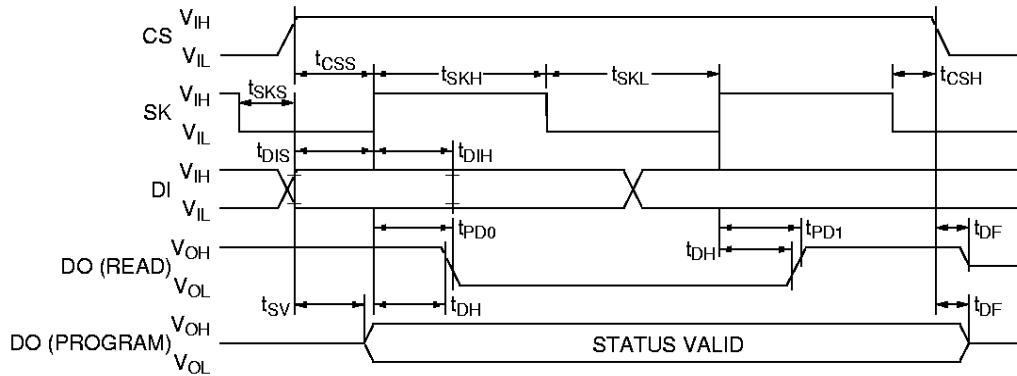 CS VIH
VIL
tCSS
tSKH
tSKL
tCSH
SK VIH
VIL
tSKS
tDIS
tDIH
DI VIH
VIL
tPD0
tPD1
tDF
DO (READ) VOH
VOL
tDH
tSV
tDH
tDF
DO (PROGRAM) VOH
VOL
STATUS VALID